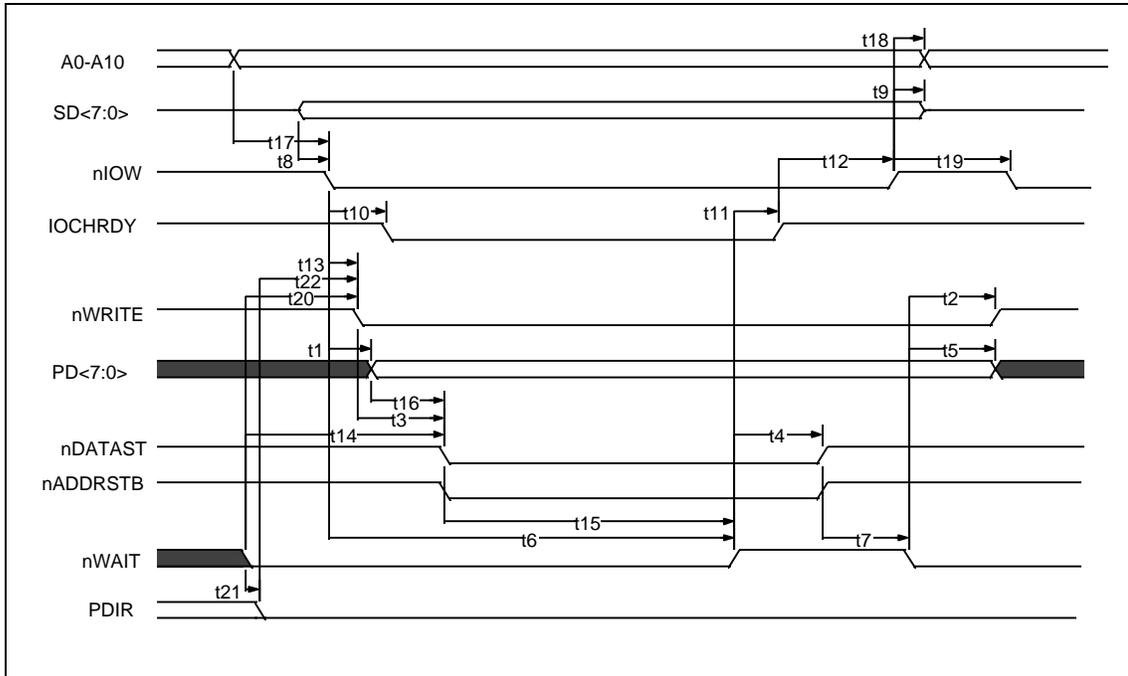 t18
A0-A10
t9
SD<7:0>
t17
t8
t12
t19
nIOW
t10
t11
IOCHRDY
t13
t22
t20
t2
nWRITE
t1
t5
PD<7:0>
t16
t3
t14
t4
nDATAST
nADDRSTB
t15
t6
t7
nWAIT
t21
PDIR